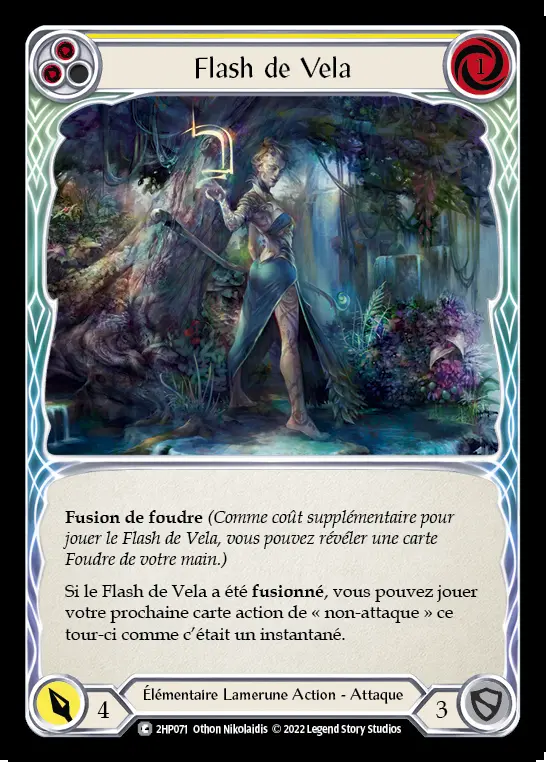 Flash de Vela
1
Fusion de foudre (Comme coût supplémentaire pour
jouer le Flash de Vela, vous pouvez révéler une carte
Foudre de votre main.)
Si le Flash de Vela a été fusionné, vous pouvez jouer
votre prochaine carte action de « non-attaque » ce
tour-ci comme c’était un instantané.
4
Élémentaire Lamerune Action - Attaque
3
C 2HP071 Othon Nikolaidis © 2022 Legend Story Studios